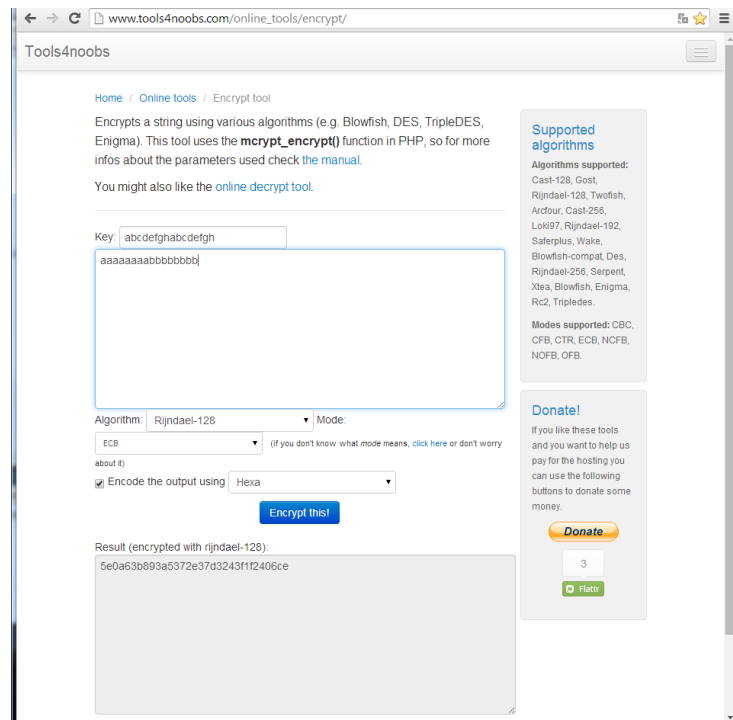 www.tools4noobs.com/online_tools/encrypt/
Tools4noobs
Home / Online tools / Encrypt tool
Encrypts a string using various algorithms (e.g. Blowfish, DES, TripleDES,
Enigma). This tool uses the mcrypt_encrypt() function in PHP, so for more
infos about the parameters used check the manual.
You might also like the online decrypt tool.
Key: abcdefghabcdefgh
aaaaaaaabbbbbbbb
Algorithm: Rijndael-128 Mode:
ECB (if you don't know what mode means, click here or don't worry
about it)
Encode the output using Hexa
Encrypt this!
Result (encrypted with rijndael-128):
5e0a63b893a5372e37d3243f1f2406ce
Supported
algorithms
Algorithms supported:
Cast-128, Gost,
Rijndael-128, Twofish,
Arcfour, Cast-256,
Loki97, Rijndael-192,
Saferplus, Wake,
Blowfish-compat, Des,
Rijndael-256, Serpent,
Xtea, Blowfish, Enigma,
Rc2, Tripledes.
Modes supported: CBC,
CFB, CTR, ECB, NCFB,
NOFB, OFB.
Donate!
If you like these tools
and you want to help us
pay for the hosting you
can use the following
buttons to donate some
money.
Donate
3
Flattr